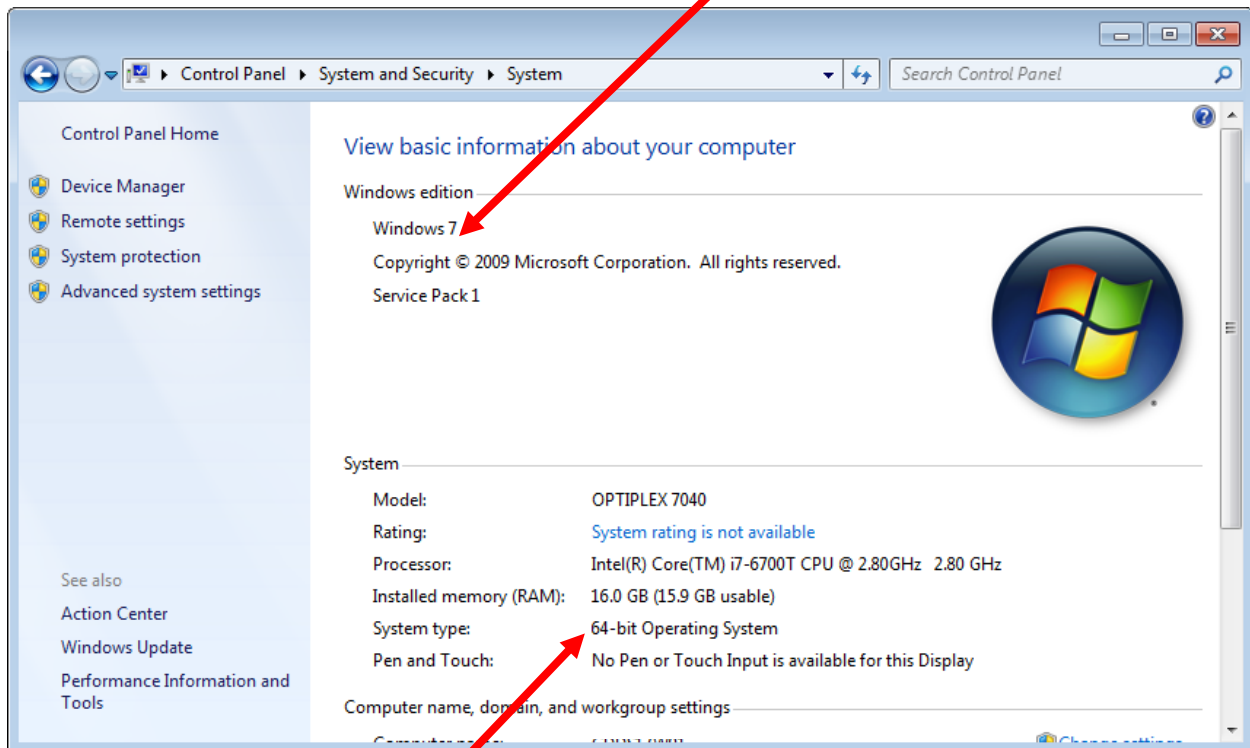 Control Panel ▸ System and Security ▸ System
Search Control Panel
Control Panel Home
Device Manager
Remote settings
System protection
Advanced system settings
See also
Action Center
Windows Update
Performance Information and
Tools
View basic information about your computer
Windows edition
Windows 7
Copyright © 2009 Microsoft Corporation.  All rights reserved.
Service Pack 1
System
Model: OPTIPLEX 7040
Rating: System rating is not available
Processor: Intel(R) Core(TM) i7-6700T CPU @ 2.80GHz  2.80 GHz
Installed memory (RAM): 16.0 GB (15.9 GB usable)
System type: 64-bit Operating System
Pen and Touch: No Pen or Touch Input is available for this Display
Computer name, domain, and workgroup settings
Computer name:
Change settings